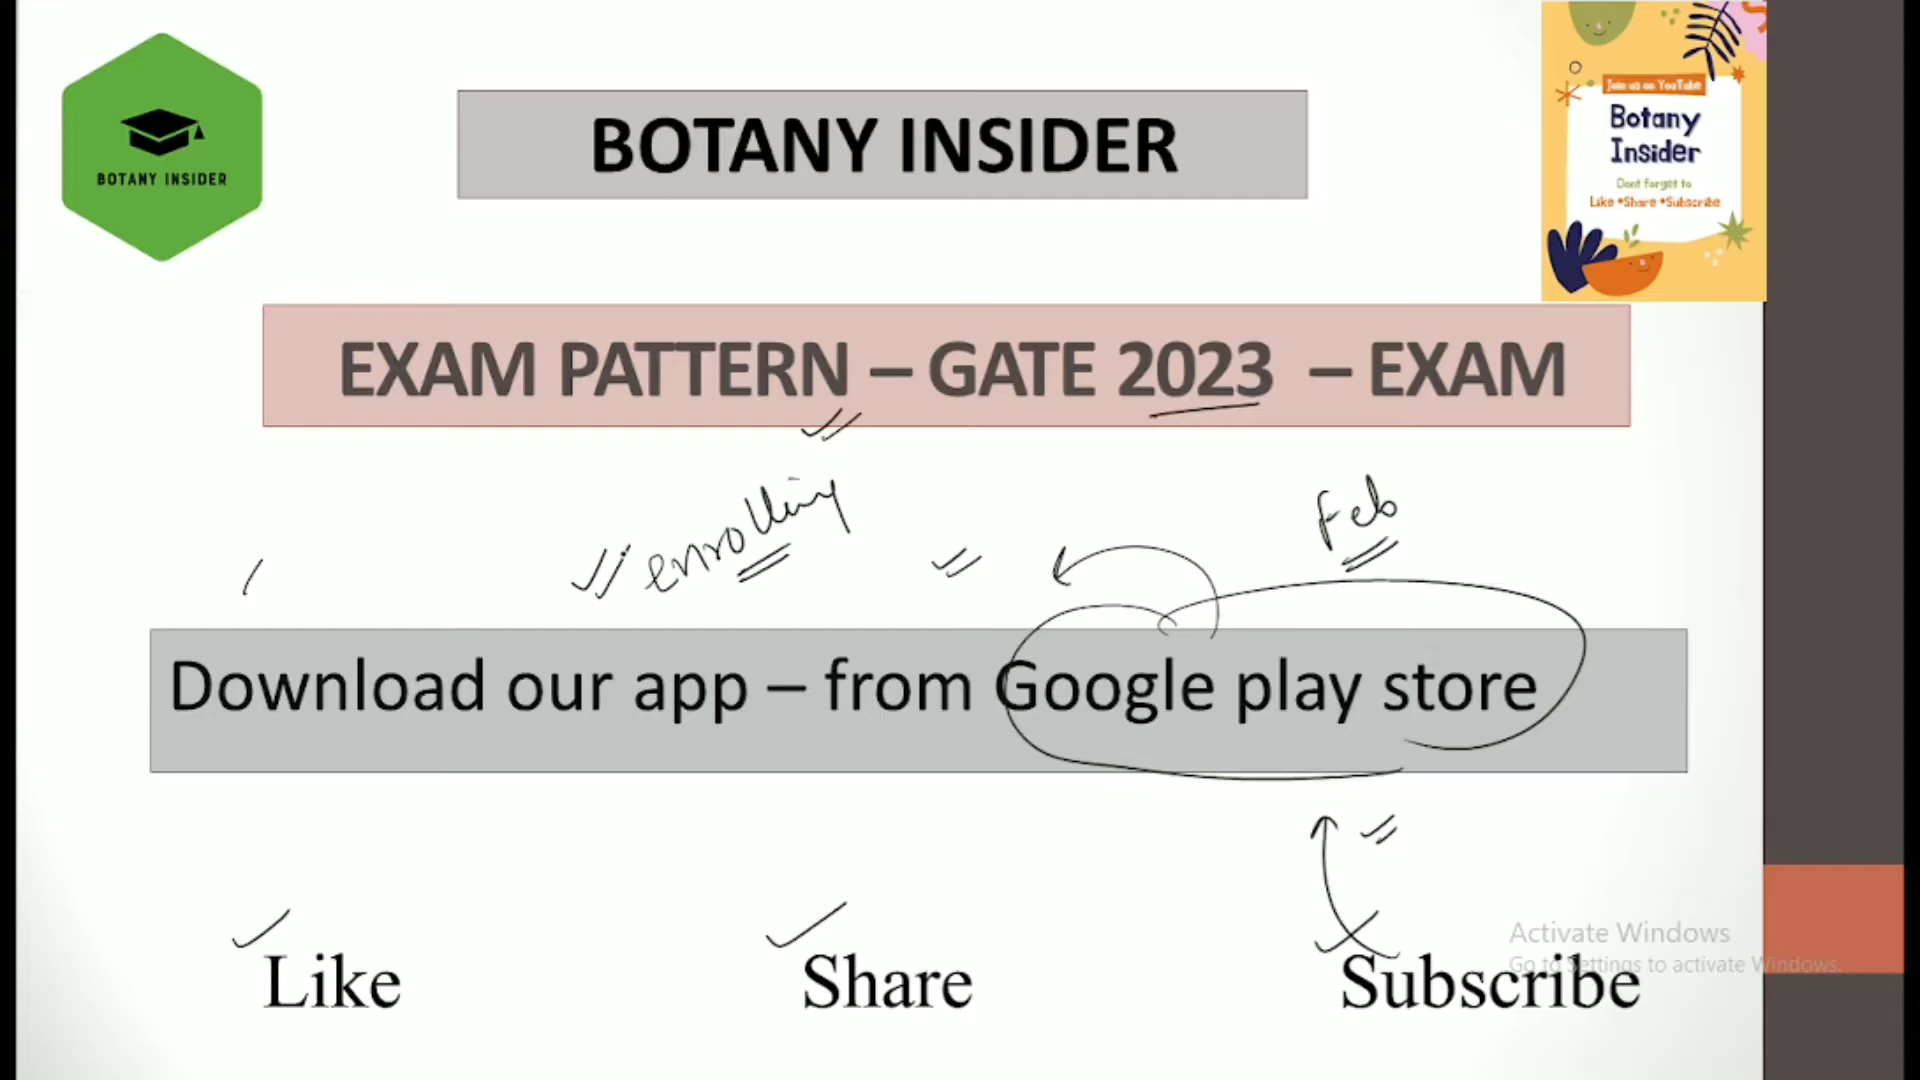 BOTANY INSIDER
BOTANY INSIDER
Join us on YouTube
Botany
Insider
Dont forget to
Like •Share •Subscribe
EXAM PATTERN – GATE 2023 – EXAM
enrolling
Feb
Download our app – from Google play store
Like Share Subscribe
Activate Windows
Go to Settings to activate Windows.